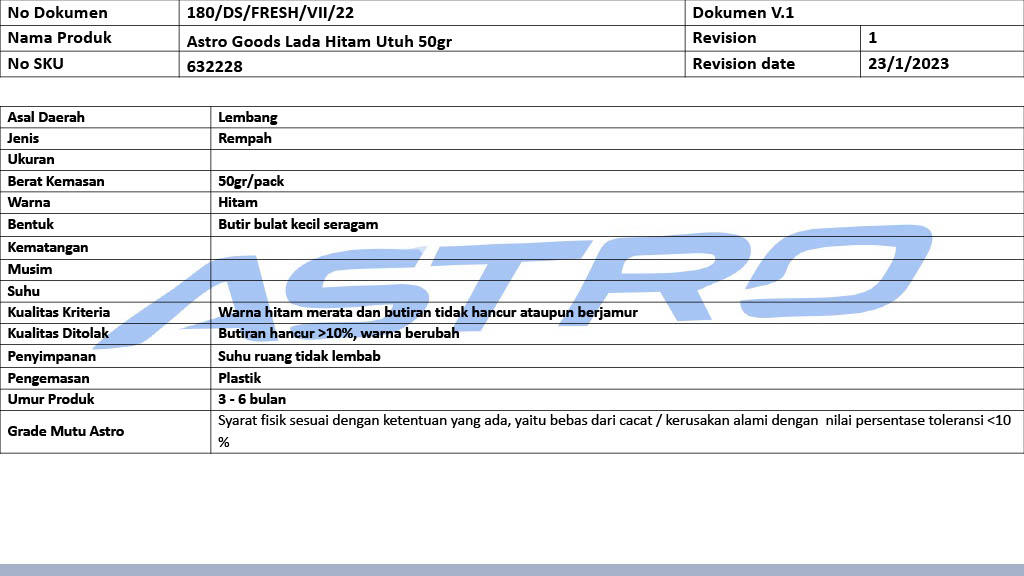 No Dokumen 180/DS/FRESH/VII/22 Dokumen V.1
Nama Produk Astro Goods Lada Hitam Utuh 50gr Revision 1
No SKU 632228 Revision date 23/1/2023
Asal Daerah Lembang
Jenis Rempah
Ukuran
Berat Kemasan 50gr/pack
Warna Hitam
Bentuk Butir bulat kecil seragam
Kematangan
Musim
Suhu
Kualitas Kriteria Warna hitam merata dan butiran tidak hancur ataupun berjamur
Kualitas Ditolak Butiran hancur >10%, warna berubah
Penyimpanan Suhu ruang tidak lembab
Pengemasan Plastik
Umur Produk 3 - 6 bulan
Grade Mutu Astro Syarat fisik sesuai dengan ketentuan yang ada, yaitu bebas dari cacat / kerusakan alami dengan  nilai persentase toleransi <10
%
ASTRO